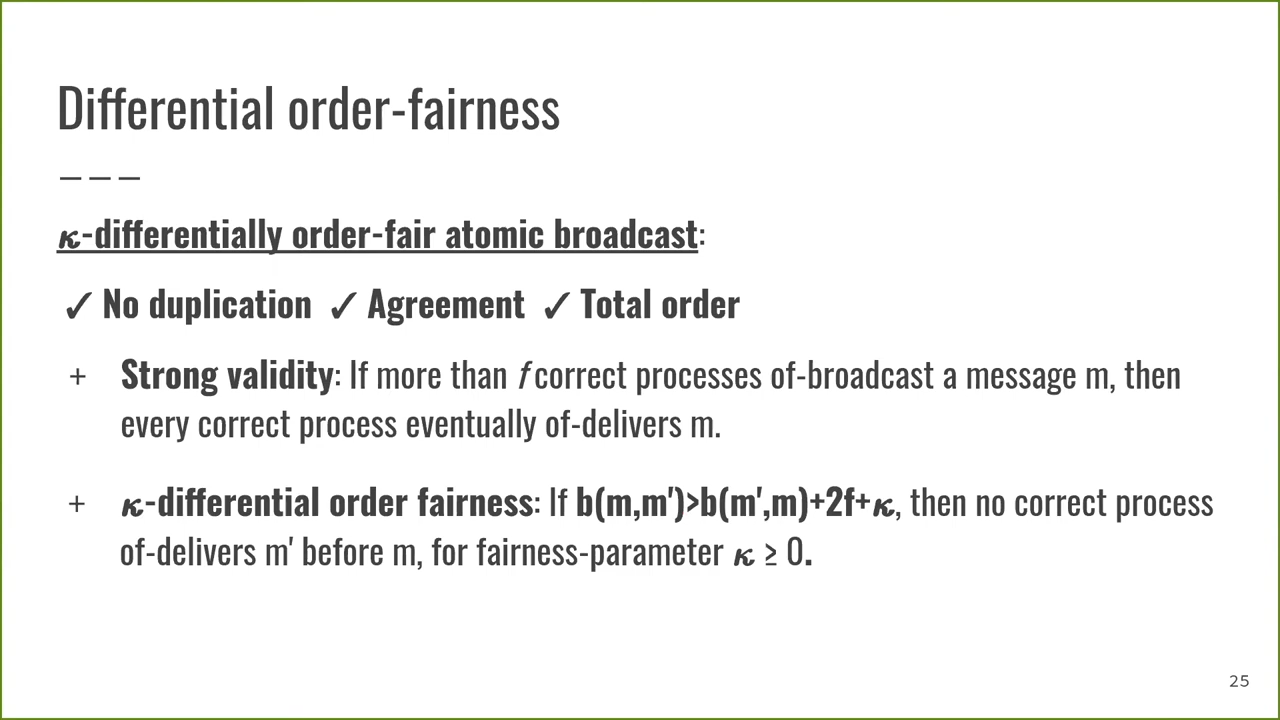 Differential order-fairness
———
κ-differentially order-fair atomic broadcast:
✓ No duplication ✓ Agreement ✓ Total order
+ Strong validity: If more than f correct processes of-broadcast a message m, then
every correct process eventually of-delivers m.
+ κ-differential order fairness: If b(m,m')>b(m',m)+2f+κ, then no correct process
of-delivers m' before m, for fairness-parameter κ ≥ 0.
25